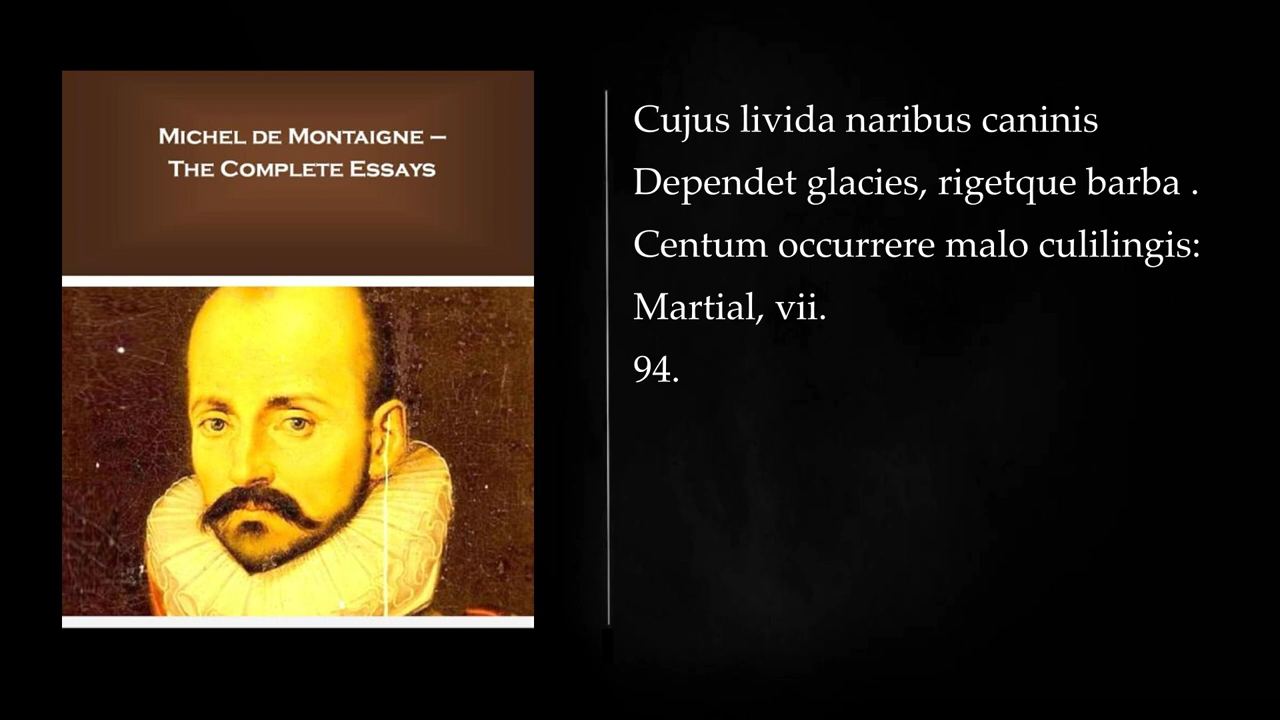 MICHEL DE MONTAIGNE –
THE COMPLETE ESSAYS
Cujus livida naribus caninis
Dependet glacies, rigetque barba .
Centum occurrere malo culilingis:
Martial, vii.
94.